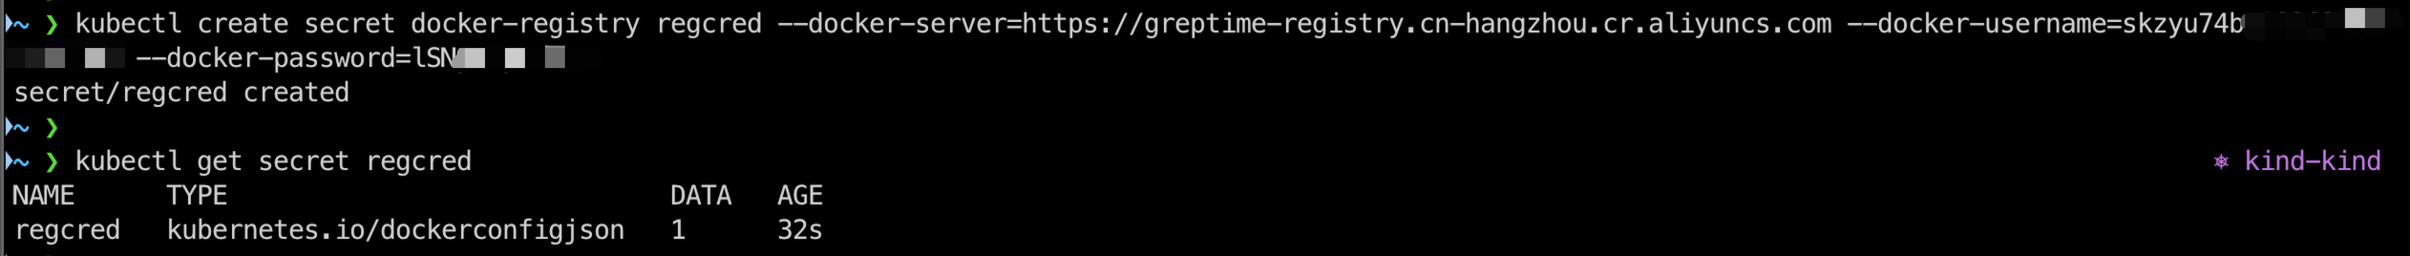 ~ ❯ kubectl create secret docker-registry regcred --docker-server=https://greptime-registry.cn-hangzhou.cr.aliyuncs.com --docker-username=skzyu74b
--docker-password=lSN
secret/regcred created
~ ❯
~ ❯ kubectl get secret regcred ⎈ kind-kind
NAME TYPE DATA AGE
regcred kubernetes.io/dockerconfigjson 1 32s